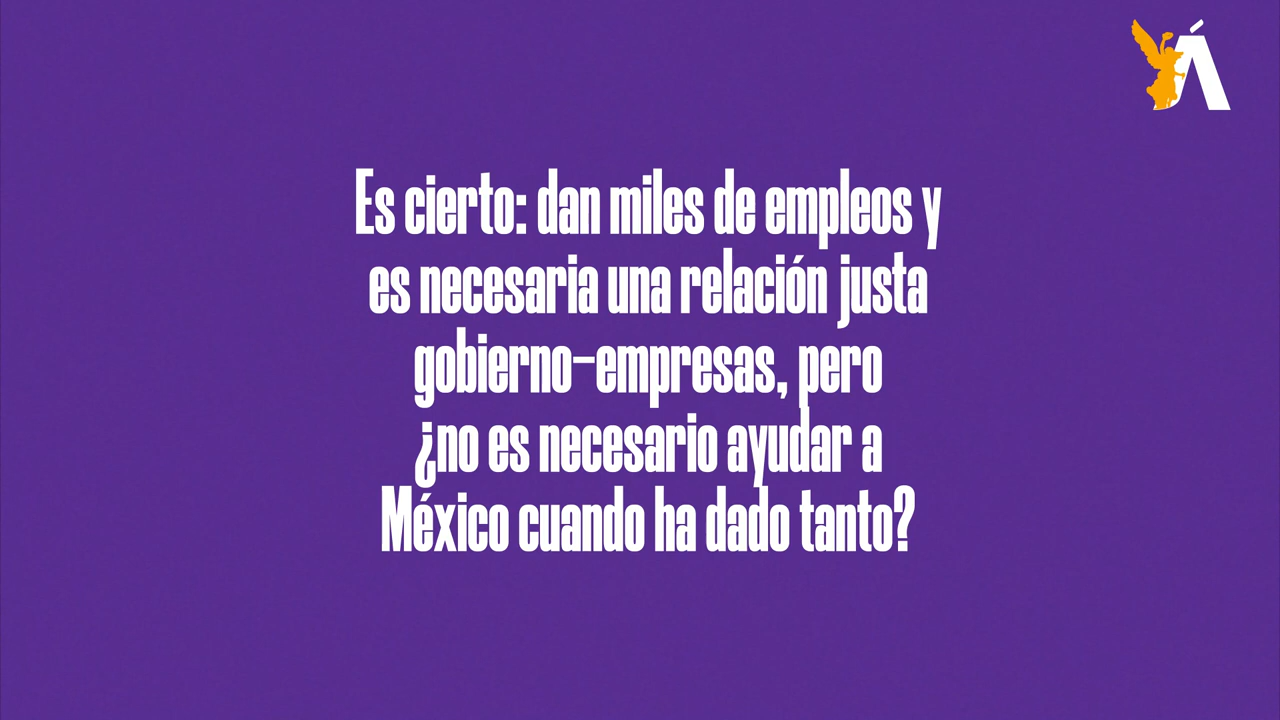 Á
Es cierto: dan miles de empleos y
es necesaria una relación justa
gobierno-empresas, pero
¿no es necesario ayudar a
México cuando ha dado tanto?